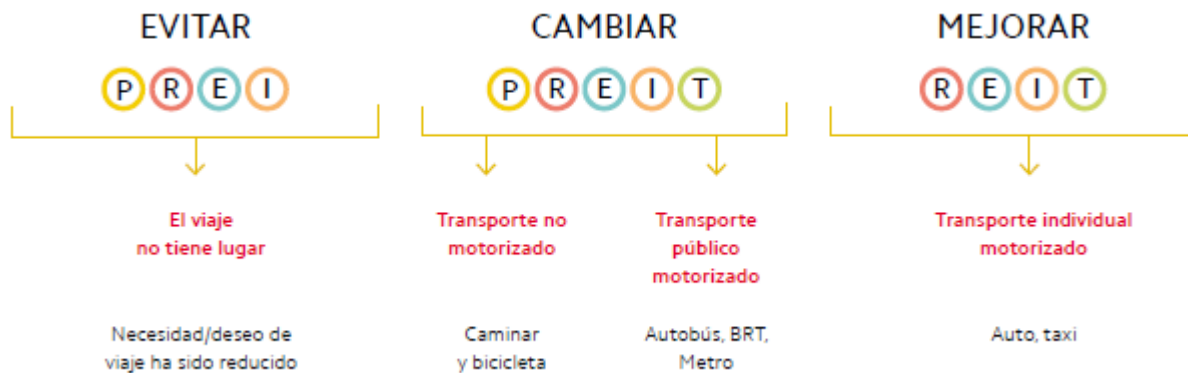 EVITAR
P R E I
El viaje
no tiene lugar
Necesidad/deseo de
viaje ha sido reducido
CAMBIAR
P R E I T
Transporte no
motorizado
Caminar
y bicicleta
Transporte
público
motorizado
Autobús, BRT,
Metro
MEJORAR
R E I T
Transporte individual
motorizado
Auto, taxi